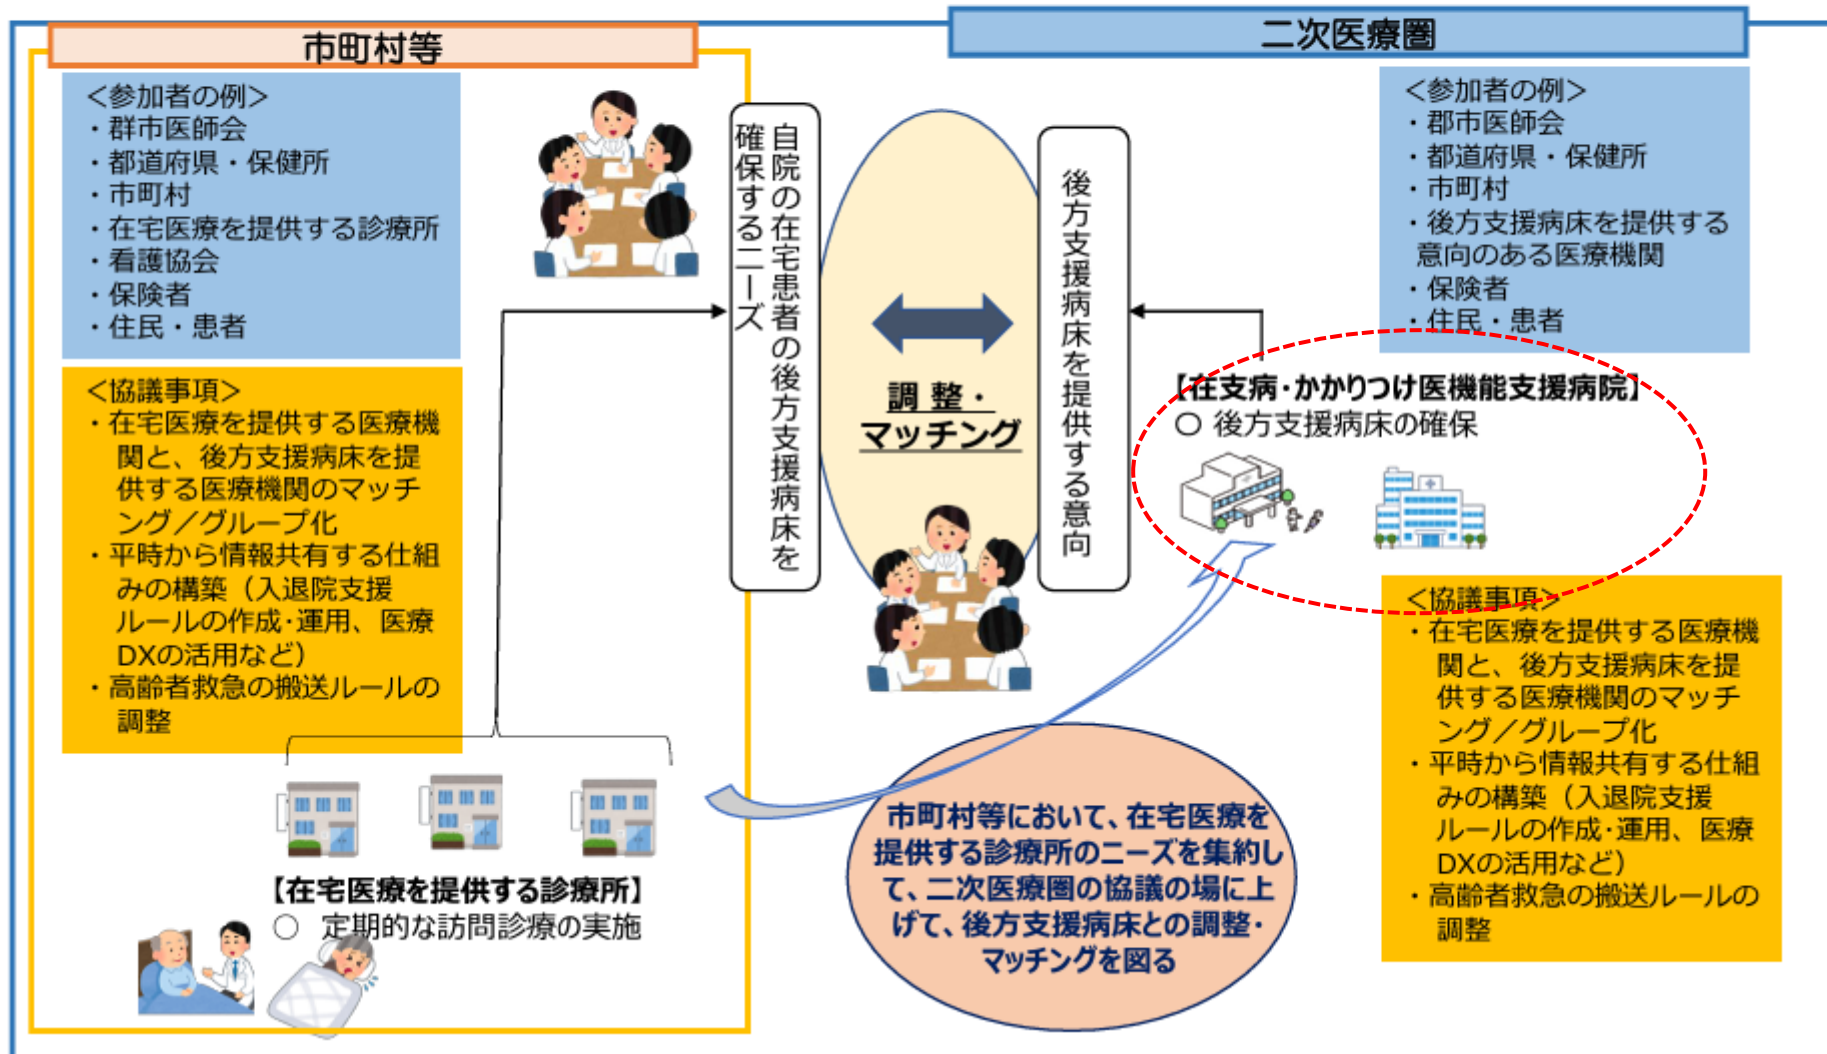 市町村等
二次医療圏
＜参加者の例＞
・群市医師会
・都道府県・保健所
・市町村
・在宅医療を提供する診療所
・看護協会
・保険者
・住民・患者
＜協議事項＞
・在宅医療を提供する医療機
関と、後方支援病床を提
供する医療機関のマッチ
ング／グループ化
・平時から情報共有する仕組
みの構築（入退院支援
ルールの作成・運用、医療
DXの活用など）
・高齢者救急の搬送ルールの
調整
【在宅医療を提供する診療所】
○ 定期的な訪問診療の実施
自院の在宅患者の後方支援病床を
確保するニーズ
調整・
マッチング
後方支援病床を提供する意向
市町村等において、在宅医療を
提供する診療所のニーズを集約し
て、二次医療圏の協議の場に上
げて、後方支援病床との調整・
マッチングを図る
＜参加者の例＞
・郡市医師会
・都道府県・保健所
・市町村
・後方支援病床を提供する
意向のある医療機関
・保険者
・住民・患者
【在支病・かかりつけ医機能支援病院】
○ 後方支援病床の確保
＜協議事項＞
・在宅医療を提供する医療機
関と、後方支援病床を提
供する医療機関のマッチ
ング／グループ化
・平時から情報共有する仕組
みの構築（入退院支援
ルールの作成・運用、医療
DXの活用など）
・高齢者救急の搬送ルールの
調整